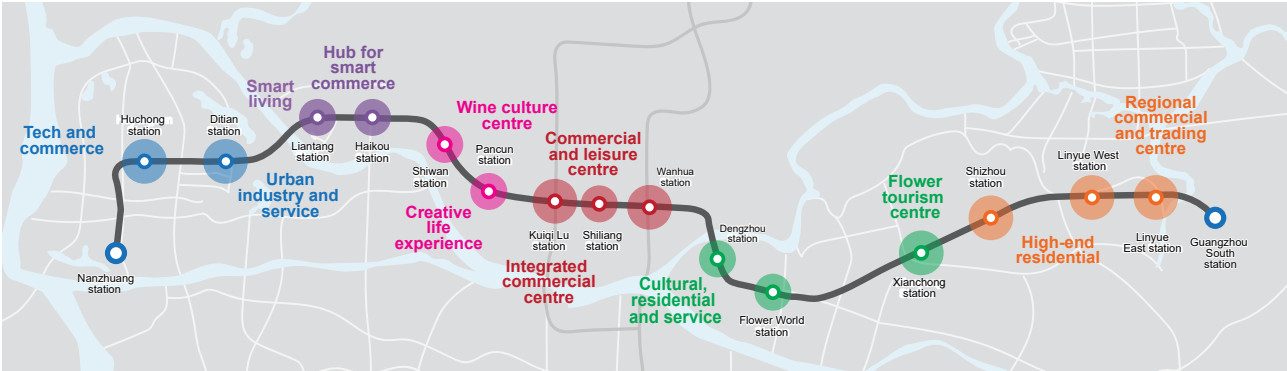 Tech and
commerce
Huchong
station
Nanzhuang
station
Ditian
station
Urban
industry and
service
Smart
living
Liantang
station
Hub for
smart
commerce
Haikou
station
Shiwan
station
Wine culture
centre
Pancun
station
Creative
life
experience
Commercial
and leisure
centre
Kuiqi Lu
station
Shiliang
station
Integrated
commercial
centre
Wanhua
station
Dengzhou
station
Cultural,
residential
and service
Flower World
station
Flower
tourism
centre
Xianchong
station
Shizhou
station
High-end
residential
Linyue West
station
Regional
commercial
and trading
centre
Linyue
East station
Guangzhou
South
station